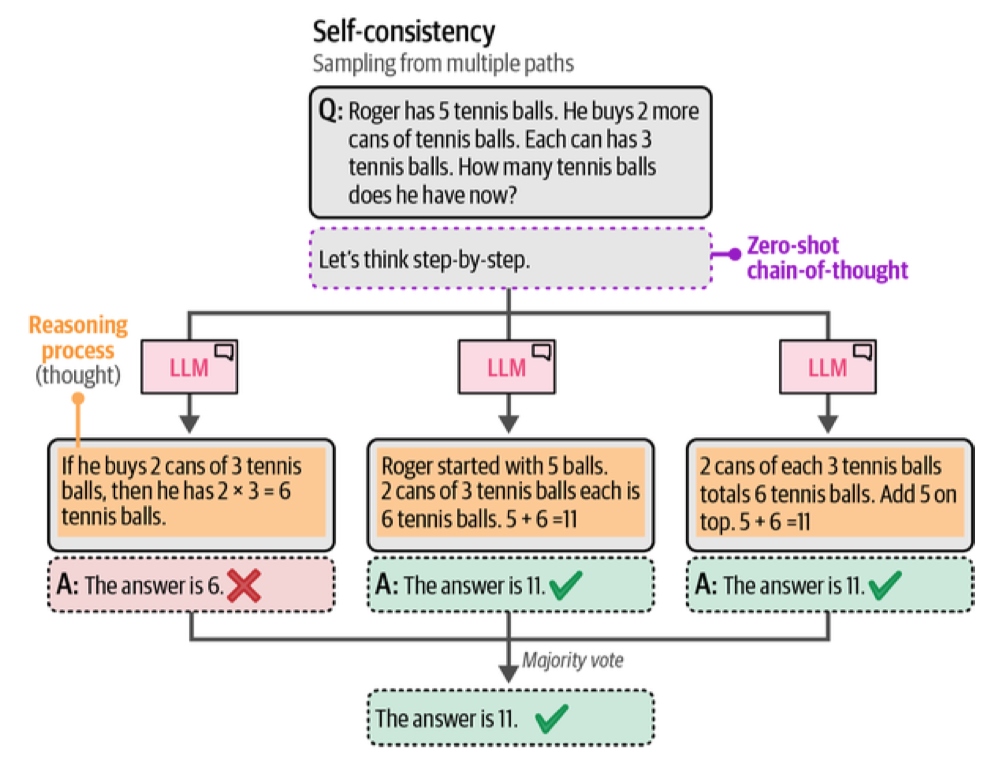 Self-consistency
Sampling from multiple paths
Q: Roger has 5 tennis balls. He buys 2 more
cans of tennis balls. Each can has 3
tennis balls. How many tennis balls
does he have now?
Let's think step-by-step.
Zero-shot
chain-of-thought
Reasoning
process
(thought)
LLM
LLM
LLM
If he buys 2 cans of 3 tennis
balls, then he has 2 × 3 = 6
tennis balls.
Roger started with 5 balls.
2 cans of 3 tennis balls each is
6 tennis balls. 5 + 6 =11
2 cans of each 3 tennis balls
totals 6 tennis balls. Add 5 on
top. 5 + 6 =11
A: The answer is 6.
A: The answer is 11.
A: The answer is 11.
Majority vote
The answer is 11.